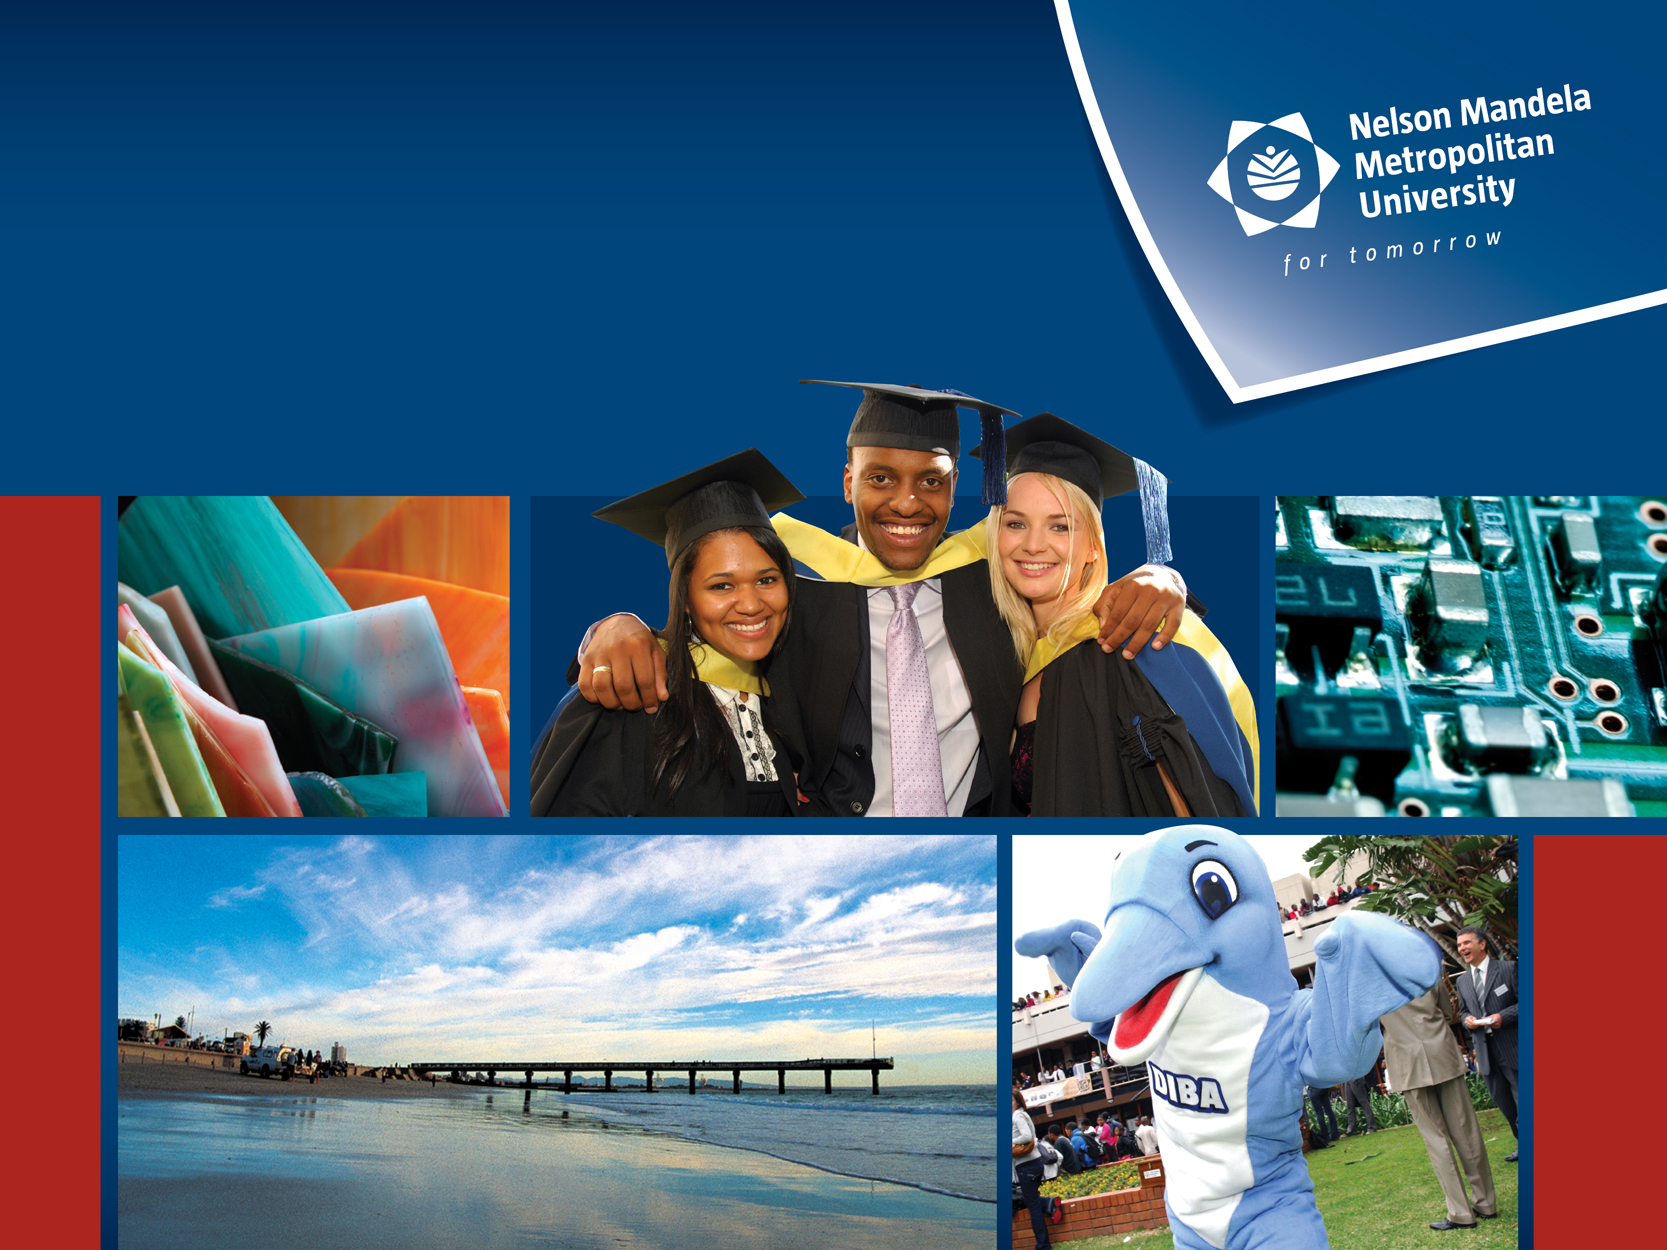 Nelson Mandela
Metropolitan
University
for tomorrow
DIBA